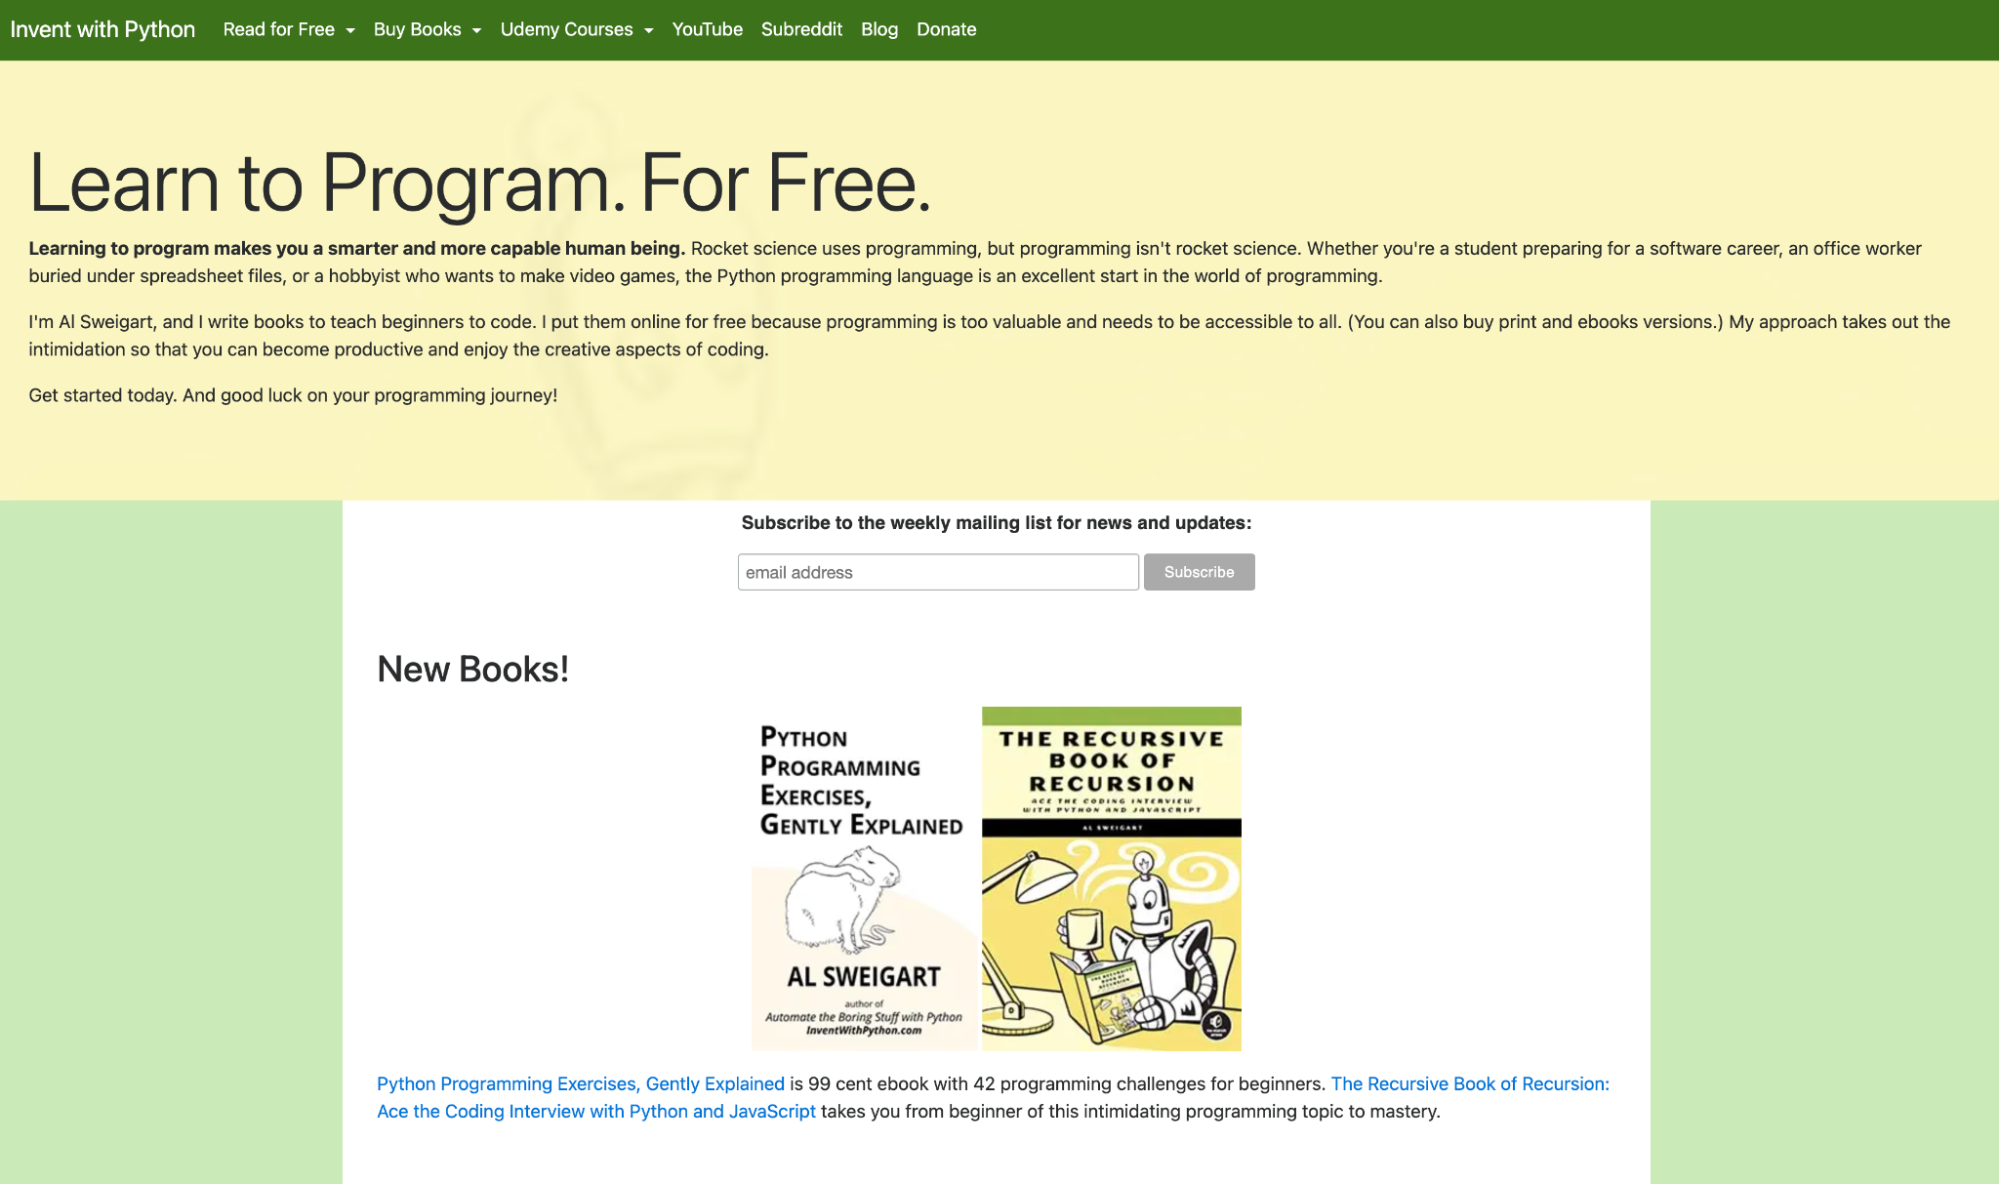 Invent with Python Read for Free Buy Books Udemy Courses YouTube Subreddit Blog Donate
Learn to Program. For Free.
Learning to program makes you a smarter and more capable human being. Rocket science uses programming, but programming isn't rocket science. Whether you're a student preparing for a software career, an office worker
buried under spreadsheet files, or a hobbyist who wants to make video games, the Python programming language is an excellent start in the world of programming.
I'm Al Sweigart, and I write books to teach beginners to code. I put them online for free because programming is too valuable and needs to be accessible to all. (You can also buy print and ebooks versions.) My approach takes out the
intimidation so that you can become productive and enjoy the creative aspects of coding.
Get started today. And good luck on your programming journey!
Subscribe to the weekly mailing list for news and updates:
email address Subscribe
New Books!
PYTHON
PROGRAMMING
EXERCISES,
GENTLY EXPLAINED
AL SWEIGART
author of
Automate the Boring Stuff with Python
InventWithPython.com
THE RECURSIVE
BOOK OF
RECURSION
ACE THE CODING INTERVIEW
WITH PYTHON AND JAVASCRIPT
AL SWEIGART
THE RECURSIVE
BOOK OF
RECURSION
Python Programming Exercises, Gently Explained is 99 cent ebook with 42 programming challenges for beginners. The Recursive Book of Recursion:
Ace the Coding Interview with Python and JavaScript takes you from beginner of this intimidating programming topic to mastery.